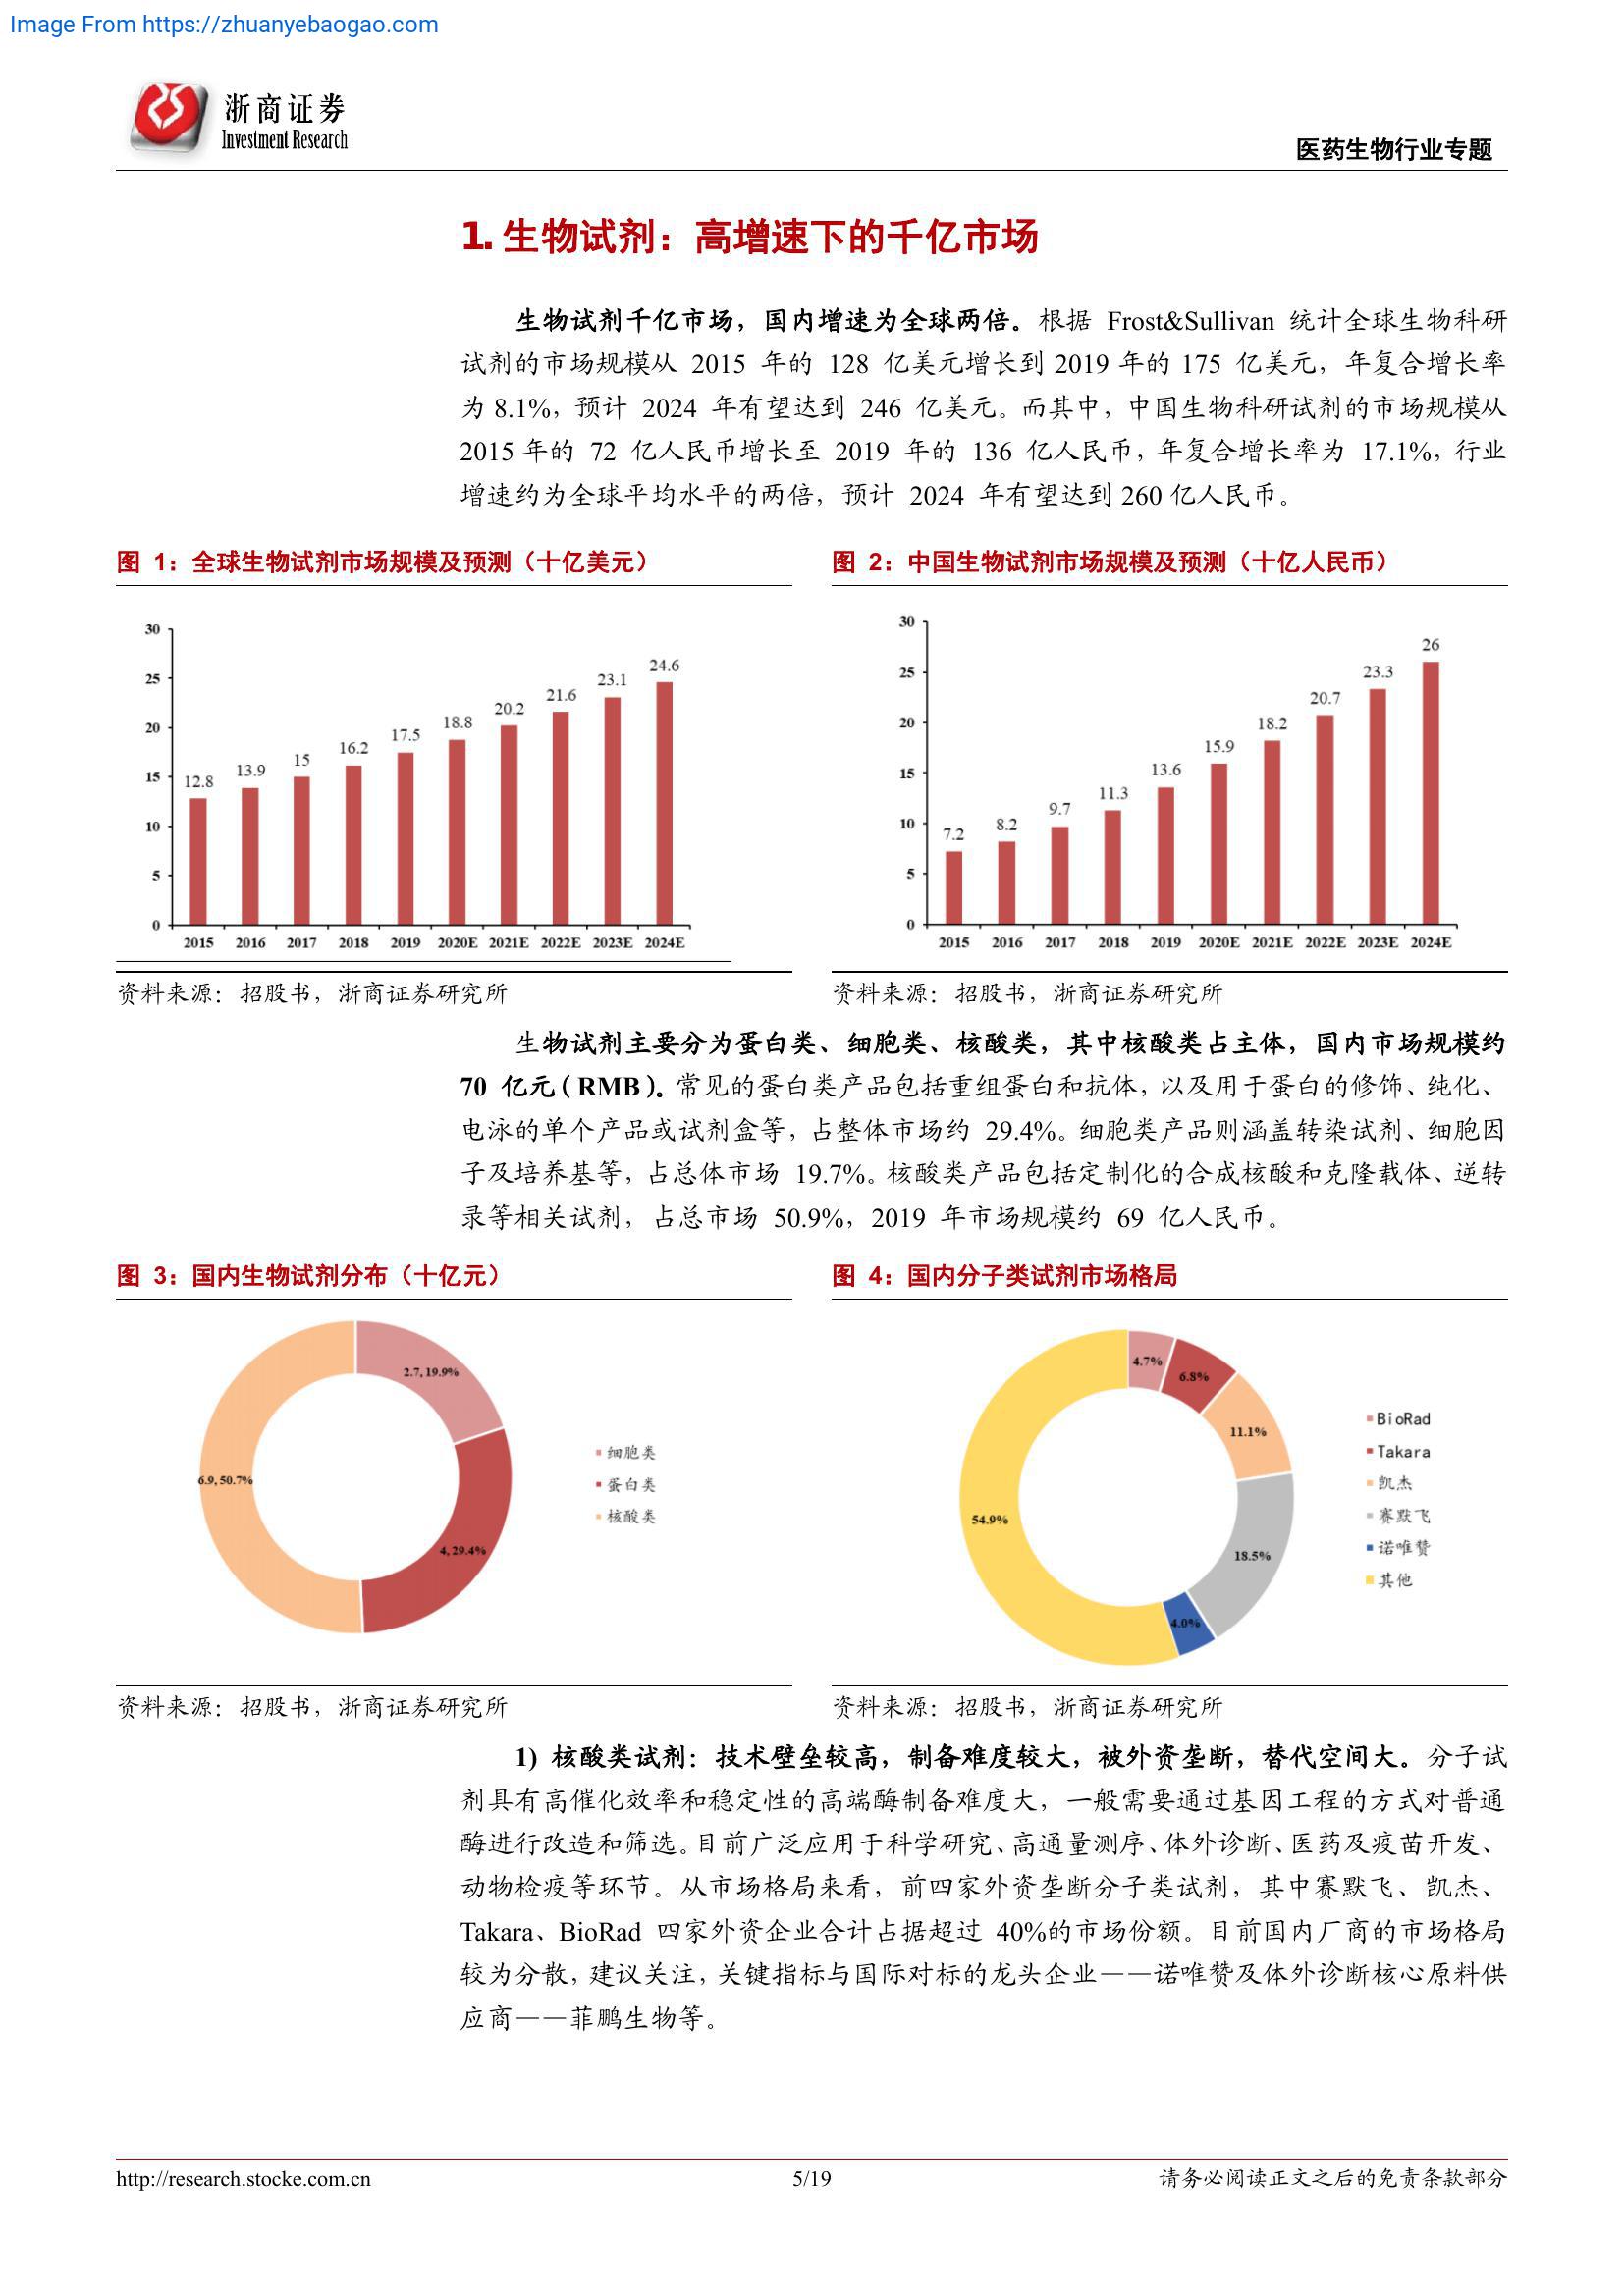 Image From https://zhuanyebaogao.com
浙商证券
Investment Research
医药生物行业专题
1. 生物试剂：高增速下的千亿市场
生物试剂千亿市场，国内增速为全球两倍。根据 Frost&Sullivan 统计全球生物科研
试剂的市场规模从 2015 年的 128 亿美元增长到 2019 年的 175 亿美元，年复合增长率
为 8.1%，预计 2024 年有望达到 246 亿美元。而其中，中国生物科研试剂的市场规模从
2015 年的 72 亿人民币增长至 2019 年的 136 亿人民币，年复合增长率为 17.1%，行业
增速约为全球平均水平的两倍，预计 2024 年有望达到 260 亿人民币。
图 1：全球生物试剂市场规模及预测（十亿美元）
30
25
20
15
10
5
0
12.8
13.9
15
16.2
17.5
18.8
20.2
21.6
23.1
24.6
2015 2016 2017 2018 2019 2020E 2021E 2022E 2023E 2024E
资料来源：招股书，浙商证券研究所
图 2：中国生物试剂市场规模及预测（十亿人民币）
30
25
20
15
10
5
0
7.2
8.2
9.7
11.3
13.6
15.9
18.2
20.7
23.3
26
2015 2016 2017 2018 2019 2020E 2021E 2022E 2023E 2024E
资料来源：招股书，浙商证券研究所
生物试剂主要分为蛋白类、细胞类、核酸类，其中核酸类占主体，国内市场规模约
70 亿元（RMB）。常见的蛋白类产品包括重组蛋白和抗体，以及用于蛋白的修饰、纯化、
电泳的单个产品或试剂盒等，占整体市场约 29.4%。细胞类产品则涵盖转染试剂、细胞因
子及培养基等，占总体市场 19.7%。核酸类产品包括定制化的合成核酸和克隆载体、逆转
录等相关试剂，占总市场 50.9%，2019 年市场规模约 69 亿人民币。
图 3：国内生物试剂分布（十亿元）
2.7, 19.9%
4, 29.4%
6.9, 50.7%
细胞类
蛋白类
核酸类
资料来源：招股书，浙商证券研究所
图 4：国内分子类试剂市场格局
4.7%
6.8%
11.1%
18.5%
4.0%
54.9%
BioRad
Takara
凯杰
赛默飞
诺唯赞
其他
资料来源：招股书，浙商证券研究所
1) 核酸类试剂：技术壁垒较高，制备难度较大，被外资垄断，替代空间大。分子试
剂具有高催化效率和稳定性的高端酶制备难度大，一般需要通过基因工程的方式对普通
酶进行改造和筛选。目前广泛应用于科学研究、高通量测序、体外诊断、医药及疫苗开发、
动物检疫等环节。从市场格局来看，前四家外资垄断分子类试剂，其中赛默飞、凯杰、
Takara、BioRad 四家外资企业合计占据超过 40%的市场份额。目前国内厂商的市场格局
较为分散，建议关注，关键指标与国际对标的龙头企业——诺唯赞及体外诊断核心原料供
应商——菲鹏生物等。
http://research.stocke.com.cn
5/19
请务必阅读正文之后的免责条款部分